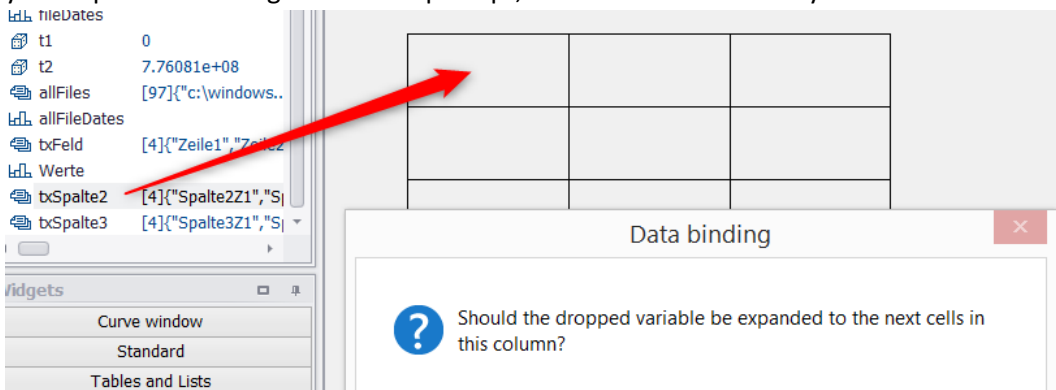 fileDates
t1 0
t2 7.76081e+08
allFiles [97]{"c:\windows..
allFileDates
txFeld [4]{"Zeile1","Zeile2
Werte
txSpalte2 [4]{"Spalte2Z1","Sp
txSpalte3 [4]{"Spalte3Z1","Sp
Widgets
Curve window
Standard
Tables and Lists
Data binding
Should the dropped variable be expanded to the next cells in
this column?